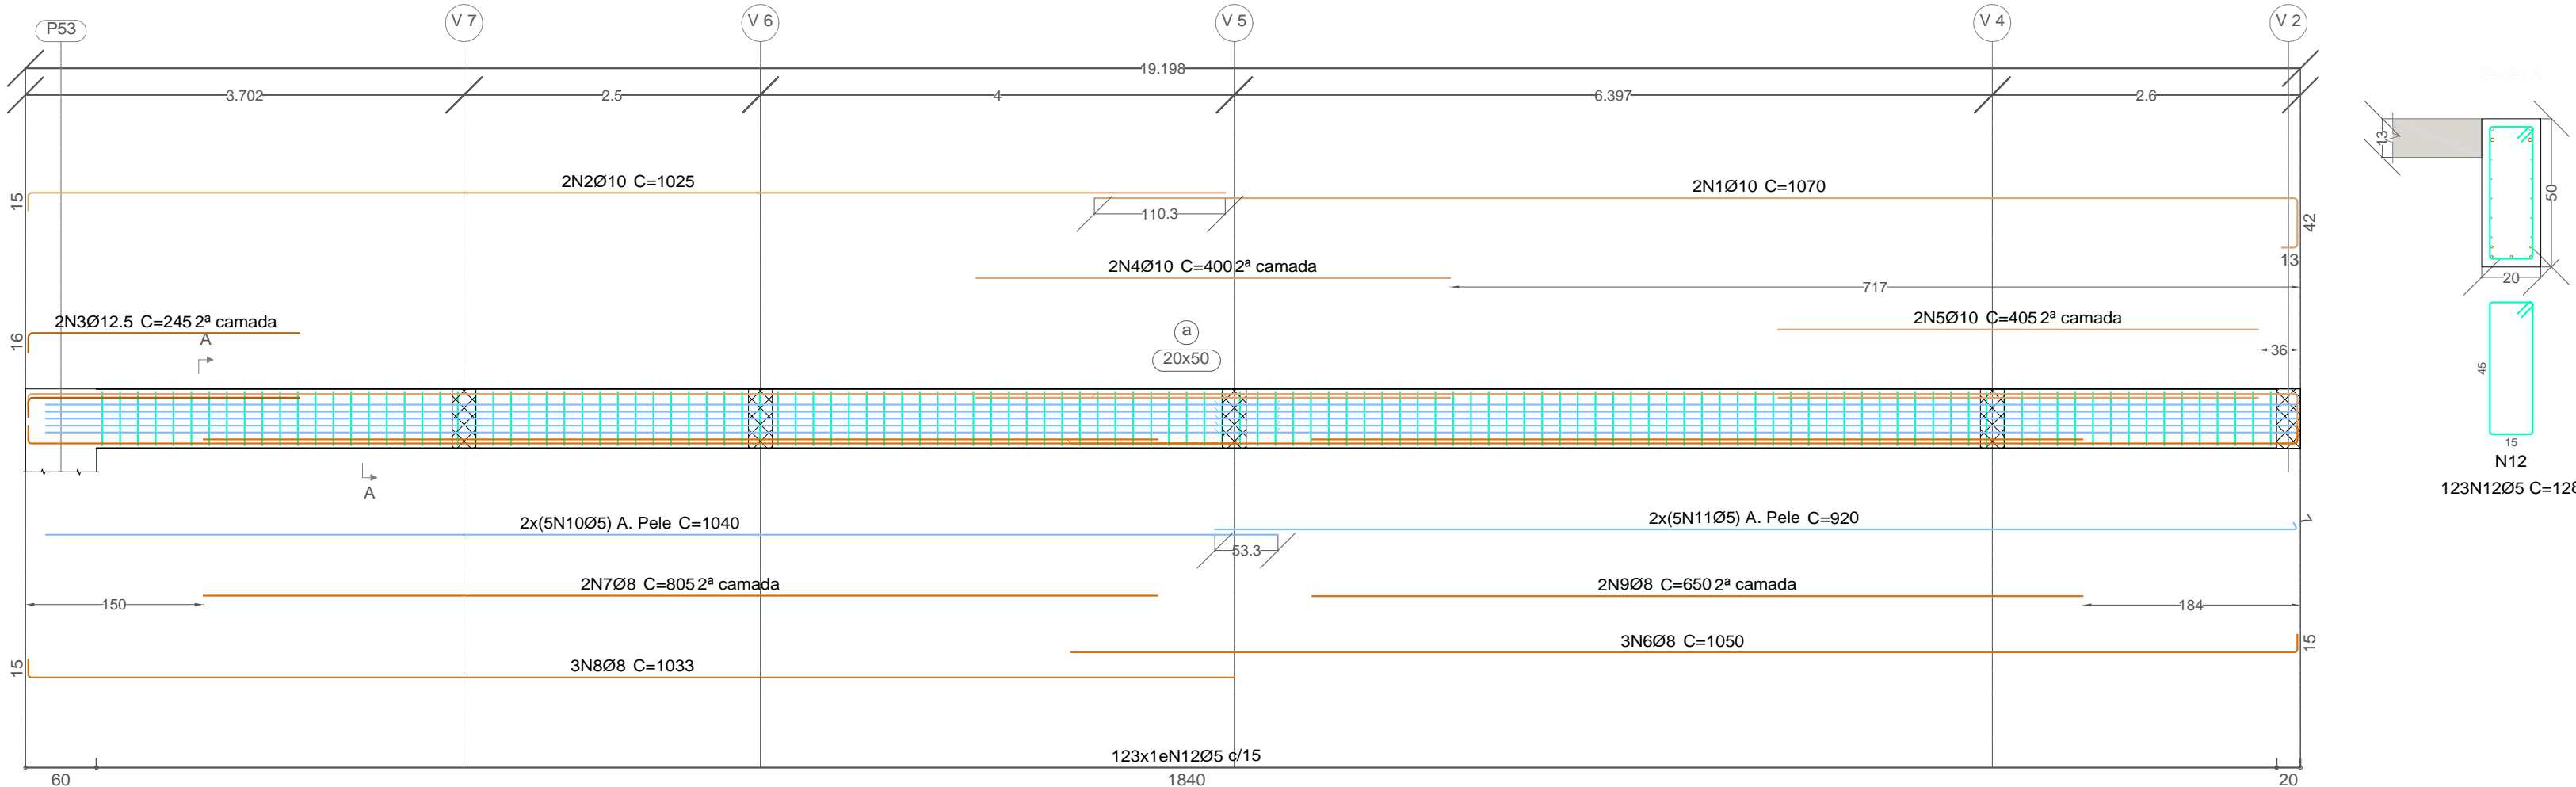 P53
V 7
V 6
V 5
V 4
V 2
19.198
3.702
2.5
4
6.397
2.6
Seção A
13
50
20
15
2N2Ø10 C=1025
2N1Ø10 C=1070
110.3
42
13
2N4Ø10 C=400 2ª camada
717
16
2N3Ø12.5 C=245 2ª camada
2N5Ø10 C=405 2ª camada
A
a
20x50
36
45
15
N12
123N12Ø5 C=128
A
2x(5N10Ø5) A. Pele C=1040
2x(5N11Ø5) A. Pele C=920
7
53.3
2N7Ø8 C=805 2ª camada
2N9Ø8 C=650 2ª camada
150
184
3N6Ø8 C=1050
15
15
3N8Ø8 C=1033
123x1eN12Ø5 c/15
60
1840
20